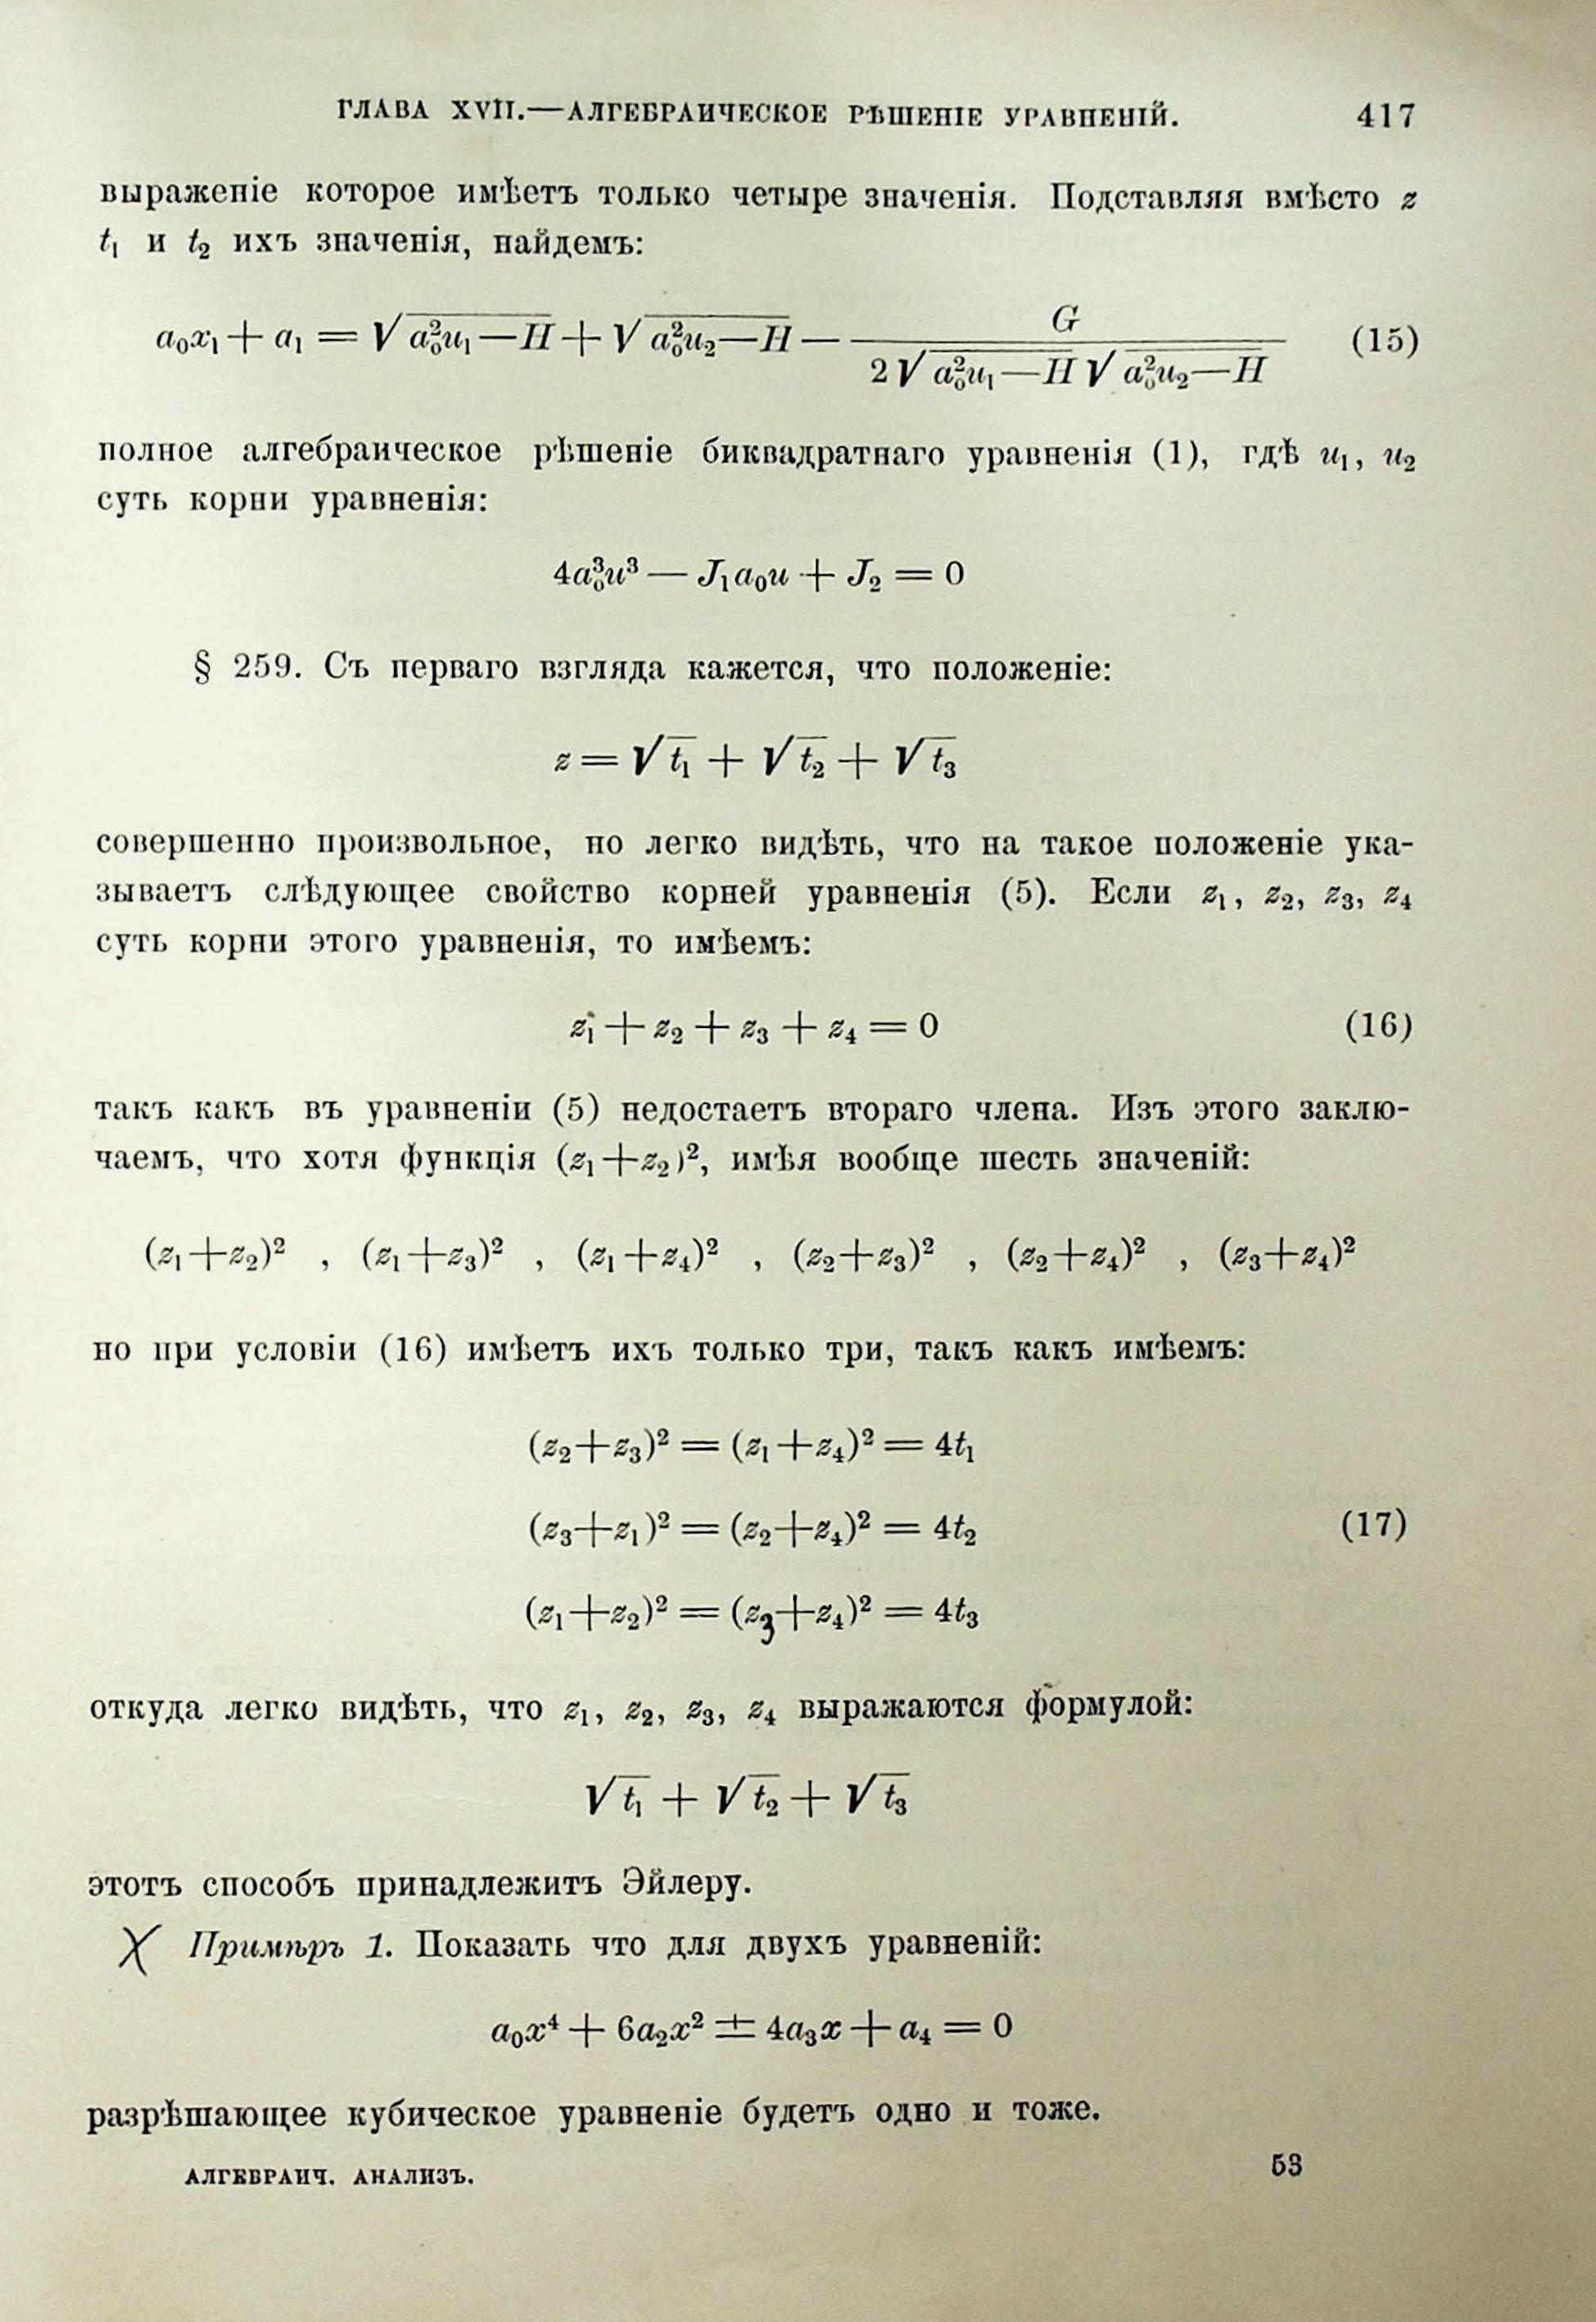 ГЛАВА XVII.—АЛГЕБРАИЧЕСКОЕ РѢШЕНІЕ УРАВНЕНІЙ. 417
выраженіе которое имѣетъ только четыре значенія. Подставляя вмѣсто z
t₁ и t₂ ихъ значенія, найдемъ:
a₀x₁ + a₁ = √(a₀²u₁—H) + √(a₀²u₂—H) — G / (2√(a₀²u₁—H) √(a₀²u₂—H)) (15)
полное алгебраическое рѣшеніе биквадратнаго уравненія (1), гдѣ u₁, u₂
суть корни уравненія:
4a₀³u³ — J₁a₀u + J₂ = 0
§ 259. Съ перваго взгляда кажется, что положеніе:
z = √t₁ + √t₂ + √t₃
совершенно произвольное, но легко видѣть, что на такое положеніе ука-
зываетъ слѣдующее свойство корней уравненія (5). Если z₁, z₂, z₃, z₄
суть корни этого уравненія, то имѣемъ:
z₁ + z₂ + z₃ + z₄ = 0 (16)
такъ какъ въ уравненіи (5) недостаетъ втораго члена. Изъ этого заклю-
чаемъ, что хотя функція (z₁+z₂)², имѣя вообще шесть значеній:
(z₁+z₂)² , (z₁+z₃)² , (z₁+z₄)² , (z₂+z₃)² , (z₂+z₄)² , (z₃+z₄)²
но при условіи (16) имѣетъ ихъ только три, такъ какъ имѣемъ:
(z₂+z₃)² = (z₁+z₄)² = 4t₁
(z₃+z₁)² = (z₂+z₄)² = 4t₂ (17)
(z₁+z₂)² = (z₃+z₄)² = 4t₃
откуда легко видѣть, что z₁, z₂, z₃, z₄ выражаются формулой:
√t₁ + √t₂ + √t₃
этотъ способъ принадлежитъ Эйлеру.
X Примѣръ 1. Показать что для двухъ уравненій:
a₀x⁴ + 6a₂x² ± 4a₃x + a₄ = 0
разрѣшающее кубическое уравненіе будетъ одно и тоже.
АЛГЕБРАИЧ. АНАЛИЗЪ. 53